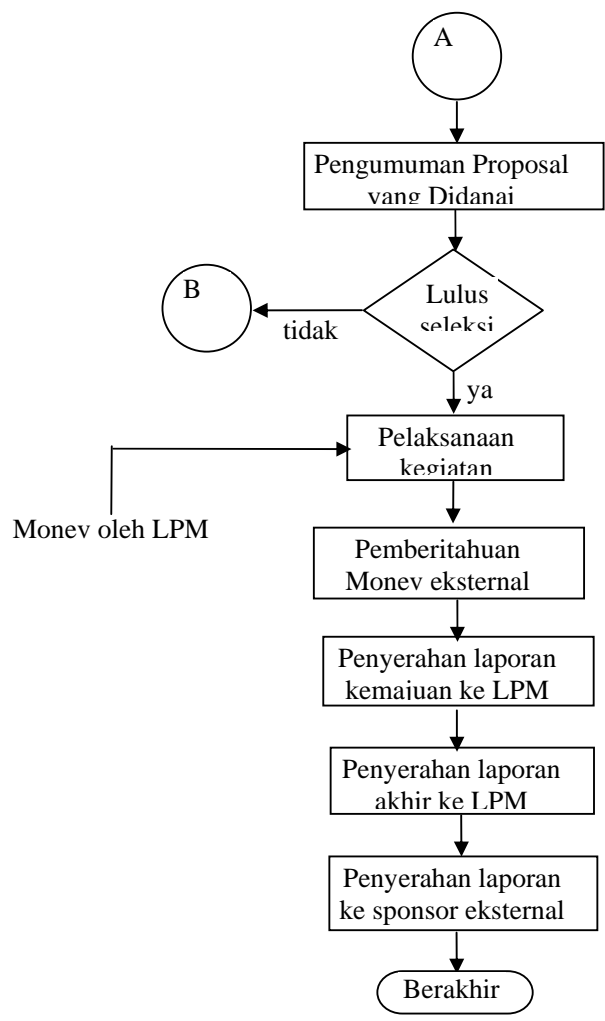 A
Pengumuman Proposal
yang Didanai
B
Lulus
seleksi
tidak
ya
Pelaksanaan
kegiatan
Monev oleh LPM
Pemberitahuan
Monev eksternal
Penyerahan laporan
kemajuan ke LPM
Penyerahan laporan
akhir ke LPM
Penyerahan laporan
ke sponsor eksternal
Berakhir